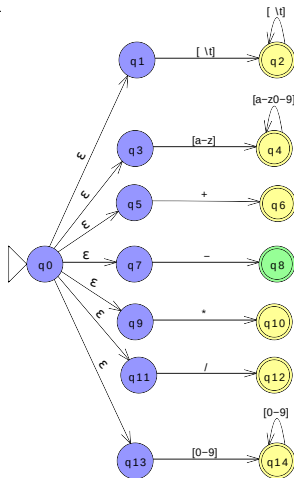 [ \t]
q1 [ \t] q2
[a-z0-9]
ε q3 [a-z] q4
ε
ε q5 + q6
q0 ε q7 - q8
ε
ε q9 * q10
q11 / q12
ε
[0-9]
q13 [0-9] q14